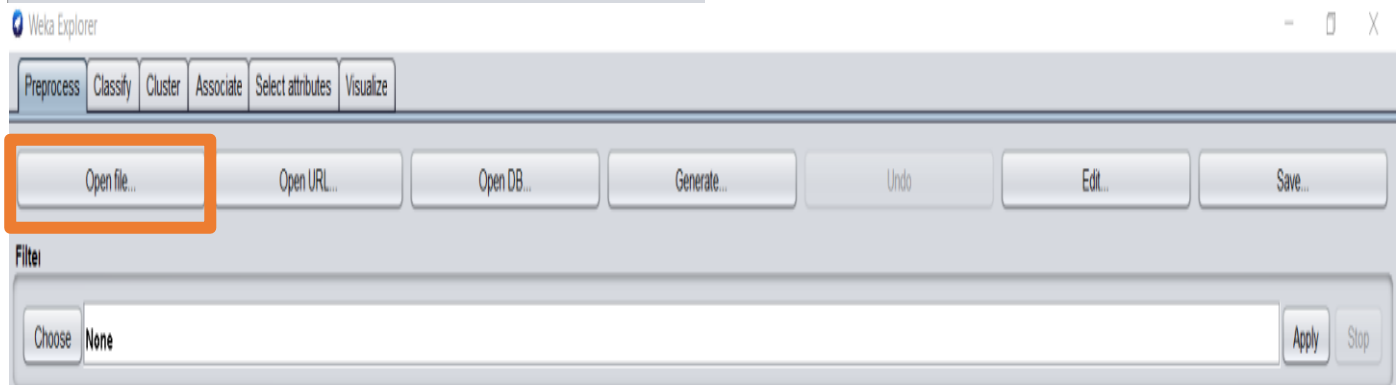 Weka Explorer
Preprocess Classify Cluster Associate Select attributes Visualize
Open file... Open URL... Open DB... Generate... Undo Edit... Save...
Filter
Choose None Apply Stop